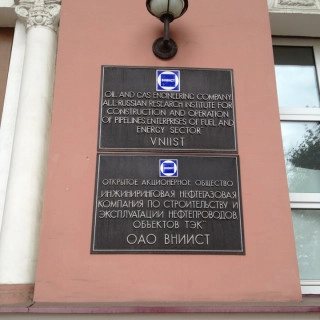 OIL AND GAS ENGINEERING COMPANY
ALL-RUSSIAN RESEARCH INSTITUTE FOR
CONSTRUCTION AND OPERATION
OF PIPELINES,ENTERPRISES OF FUEL AND
ENERGY SECTOR"
VNIIST
ОТКРЫТОЕ АКЦИОНЕРНОЕ ОБЩЕСТВО
ИНЖИНИРИНГОВАЯ НЕФТЕГАЗОВАЯ
КОМПАНИЯ ПО СТРОИТЕЛЬСТВУ И
ЭКСПЛУАТАЦИИ НЕФТЕПРОВОДОВ
ОБЪЕКТОВ ТЭК
ОАО ВНИИСТ